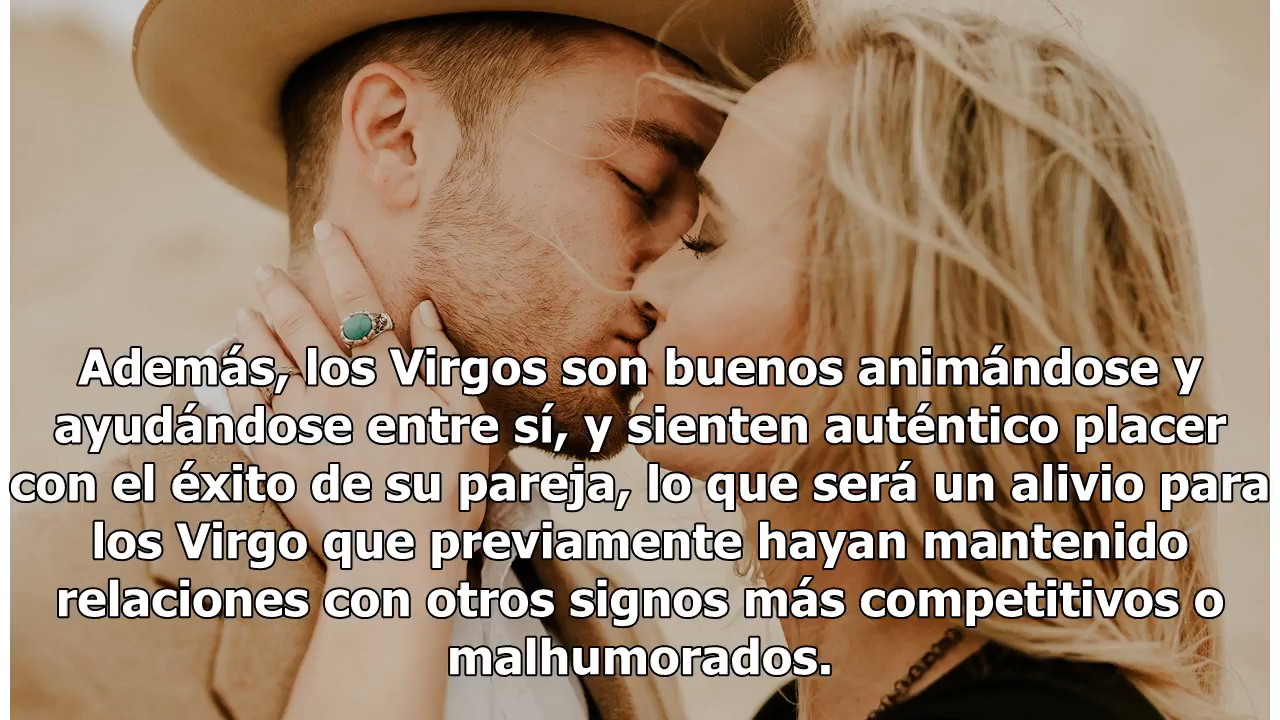 Además, los Virgos son buenos animándose y
ayudándose entre sí, y sienten auténtico placer
con el éxito de su pareja, lo que será un alivio para
los Virgo que previamente hayan mantenido
relaciones con otros signos más competitivos o
malhumorados.